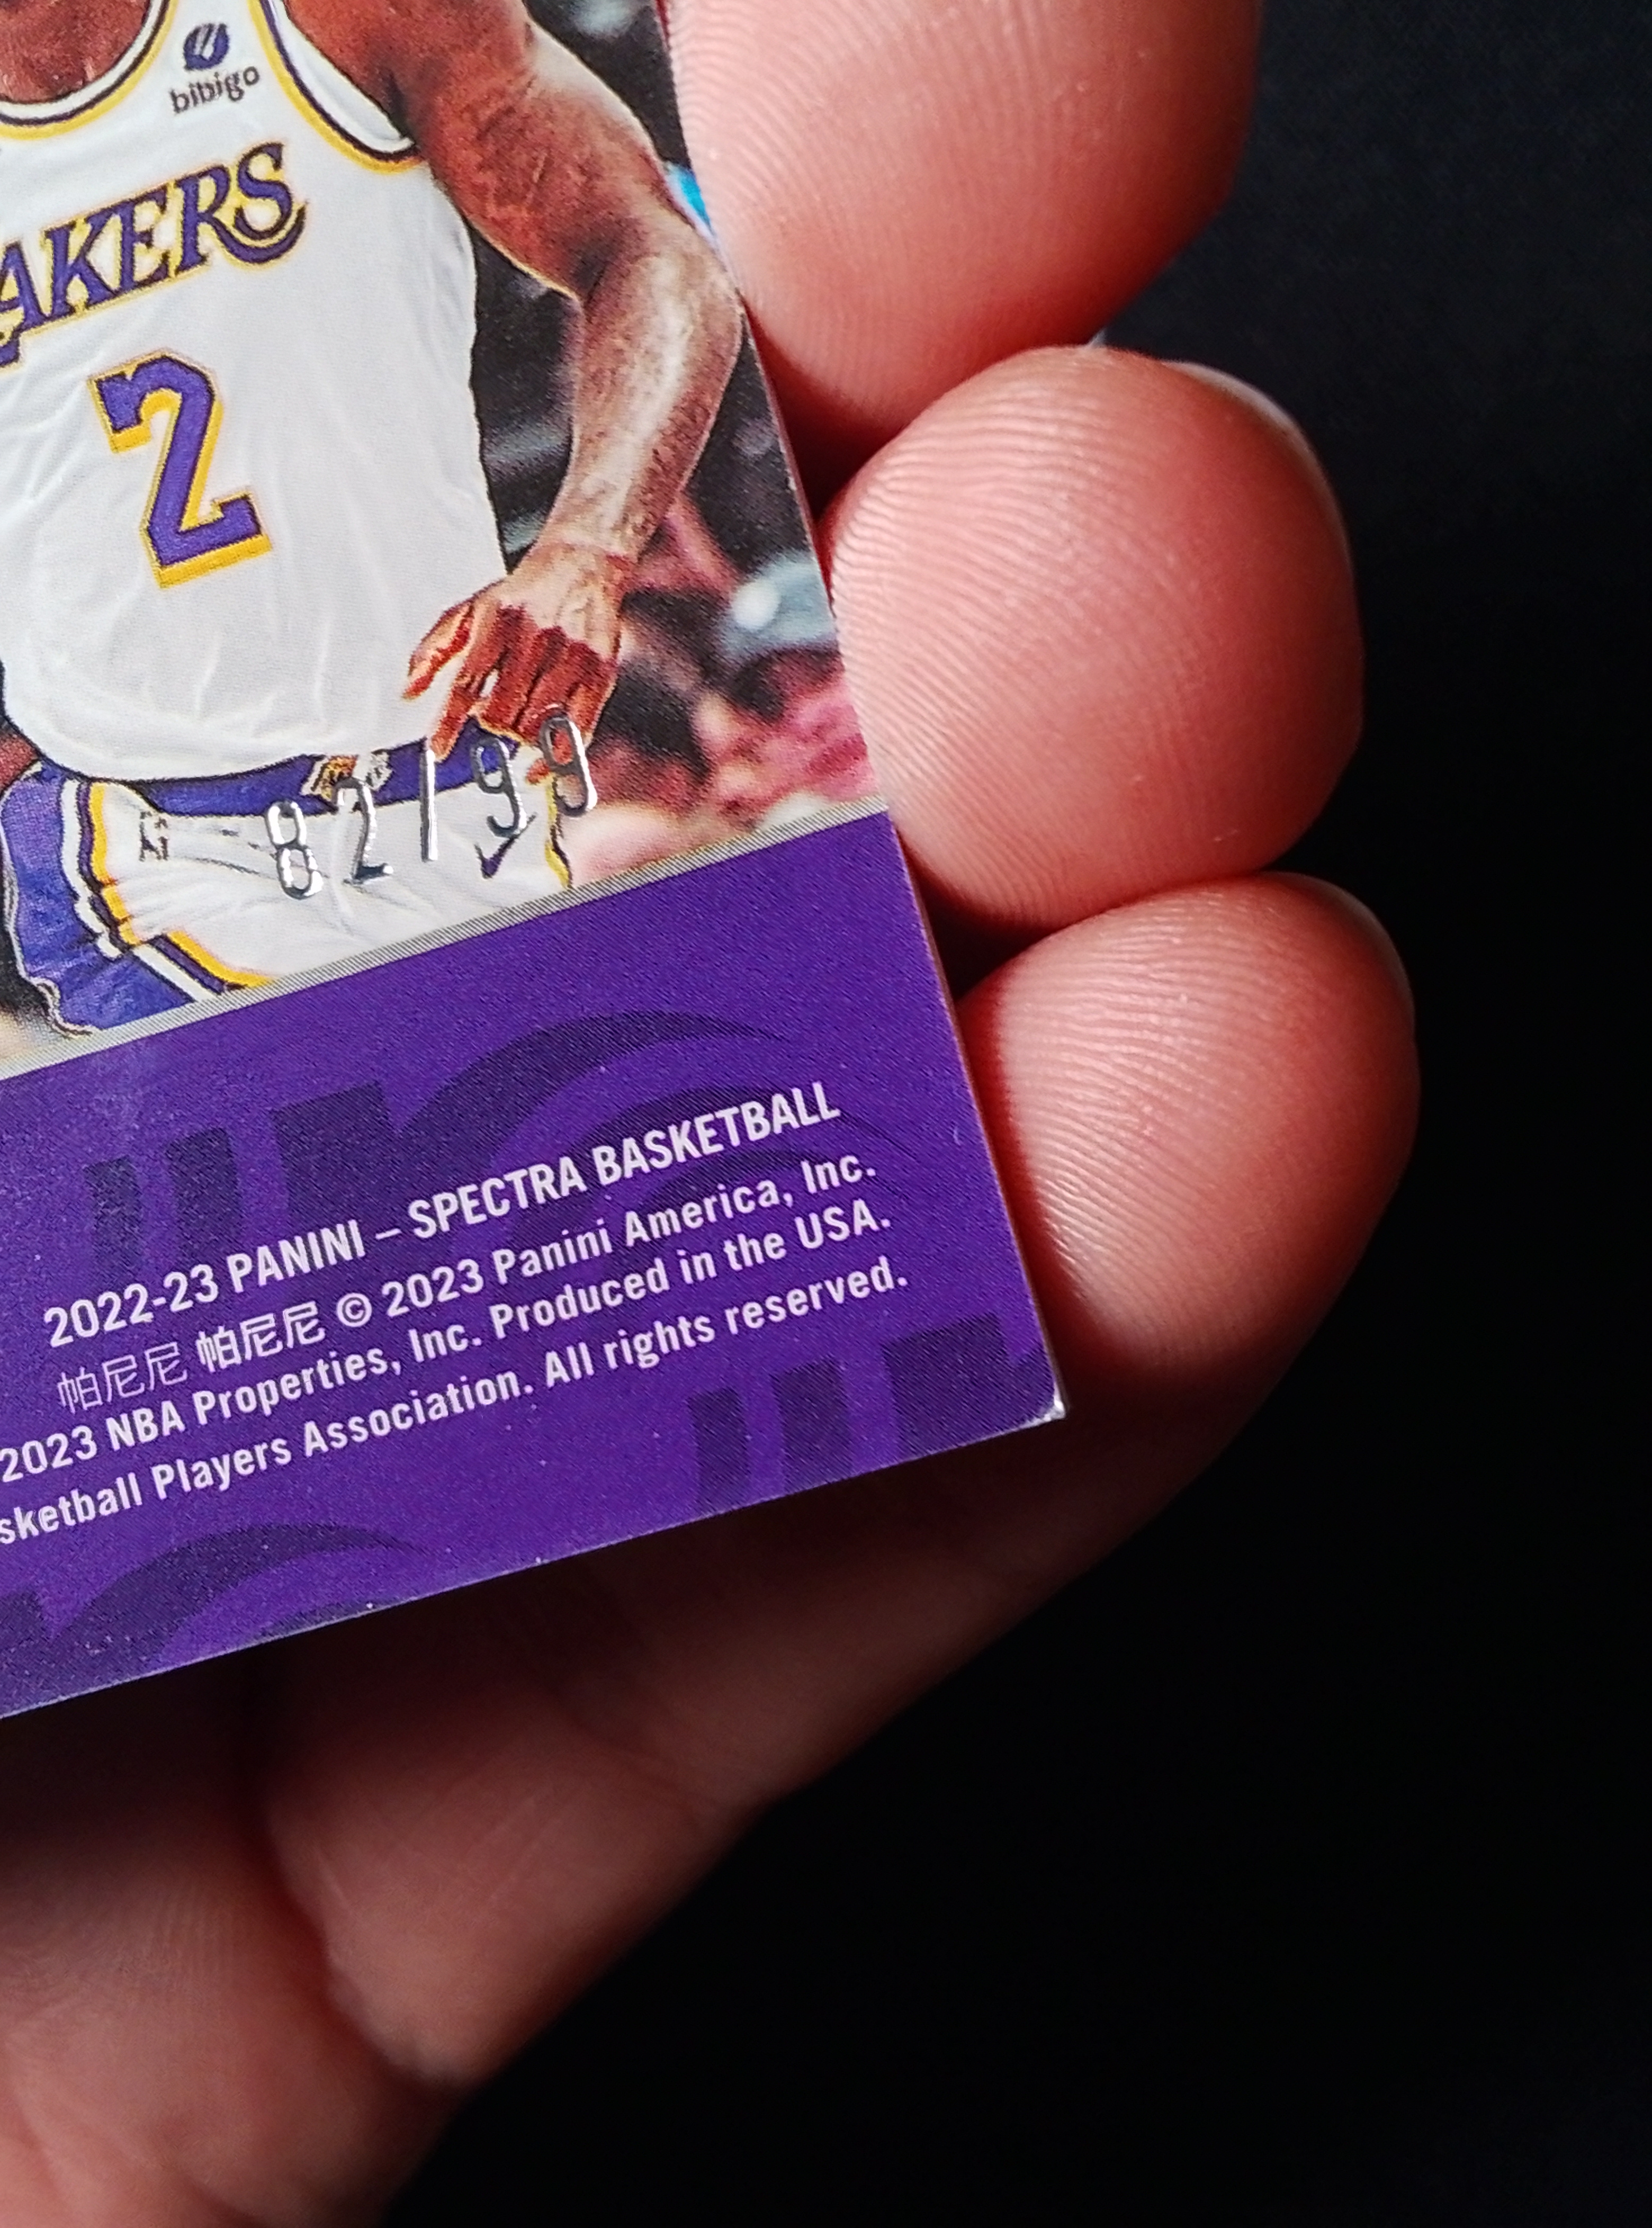 bibigo
AKERS
2
82/99
2022-23 PANINI – SPECTRA BASKETBALL
帕尼尼 帕尼尼 © 2023 Panini America, Inc.
2023 NBA Properties, Inc. Produced in the USA.
sketball Players Association. All rights reserved.